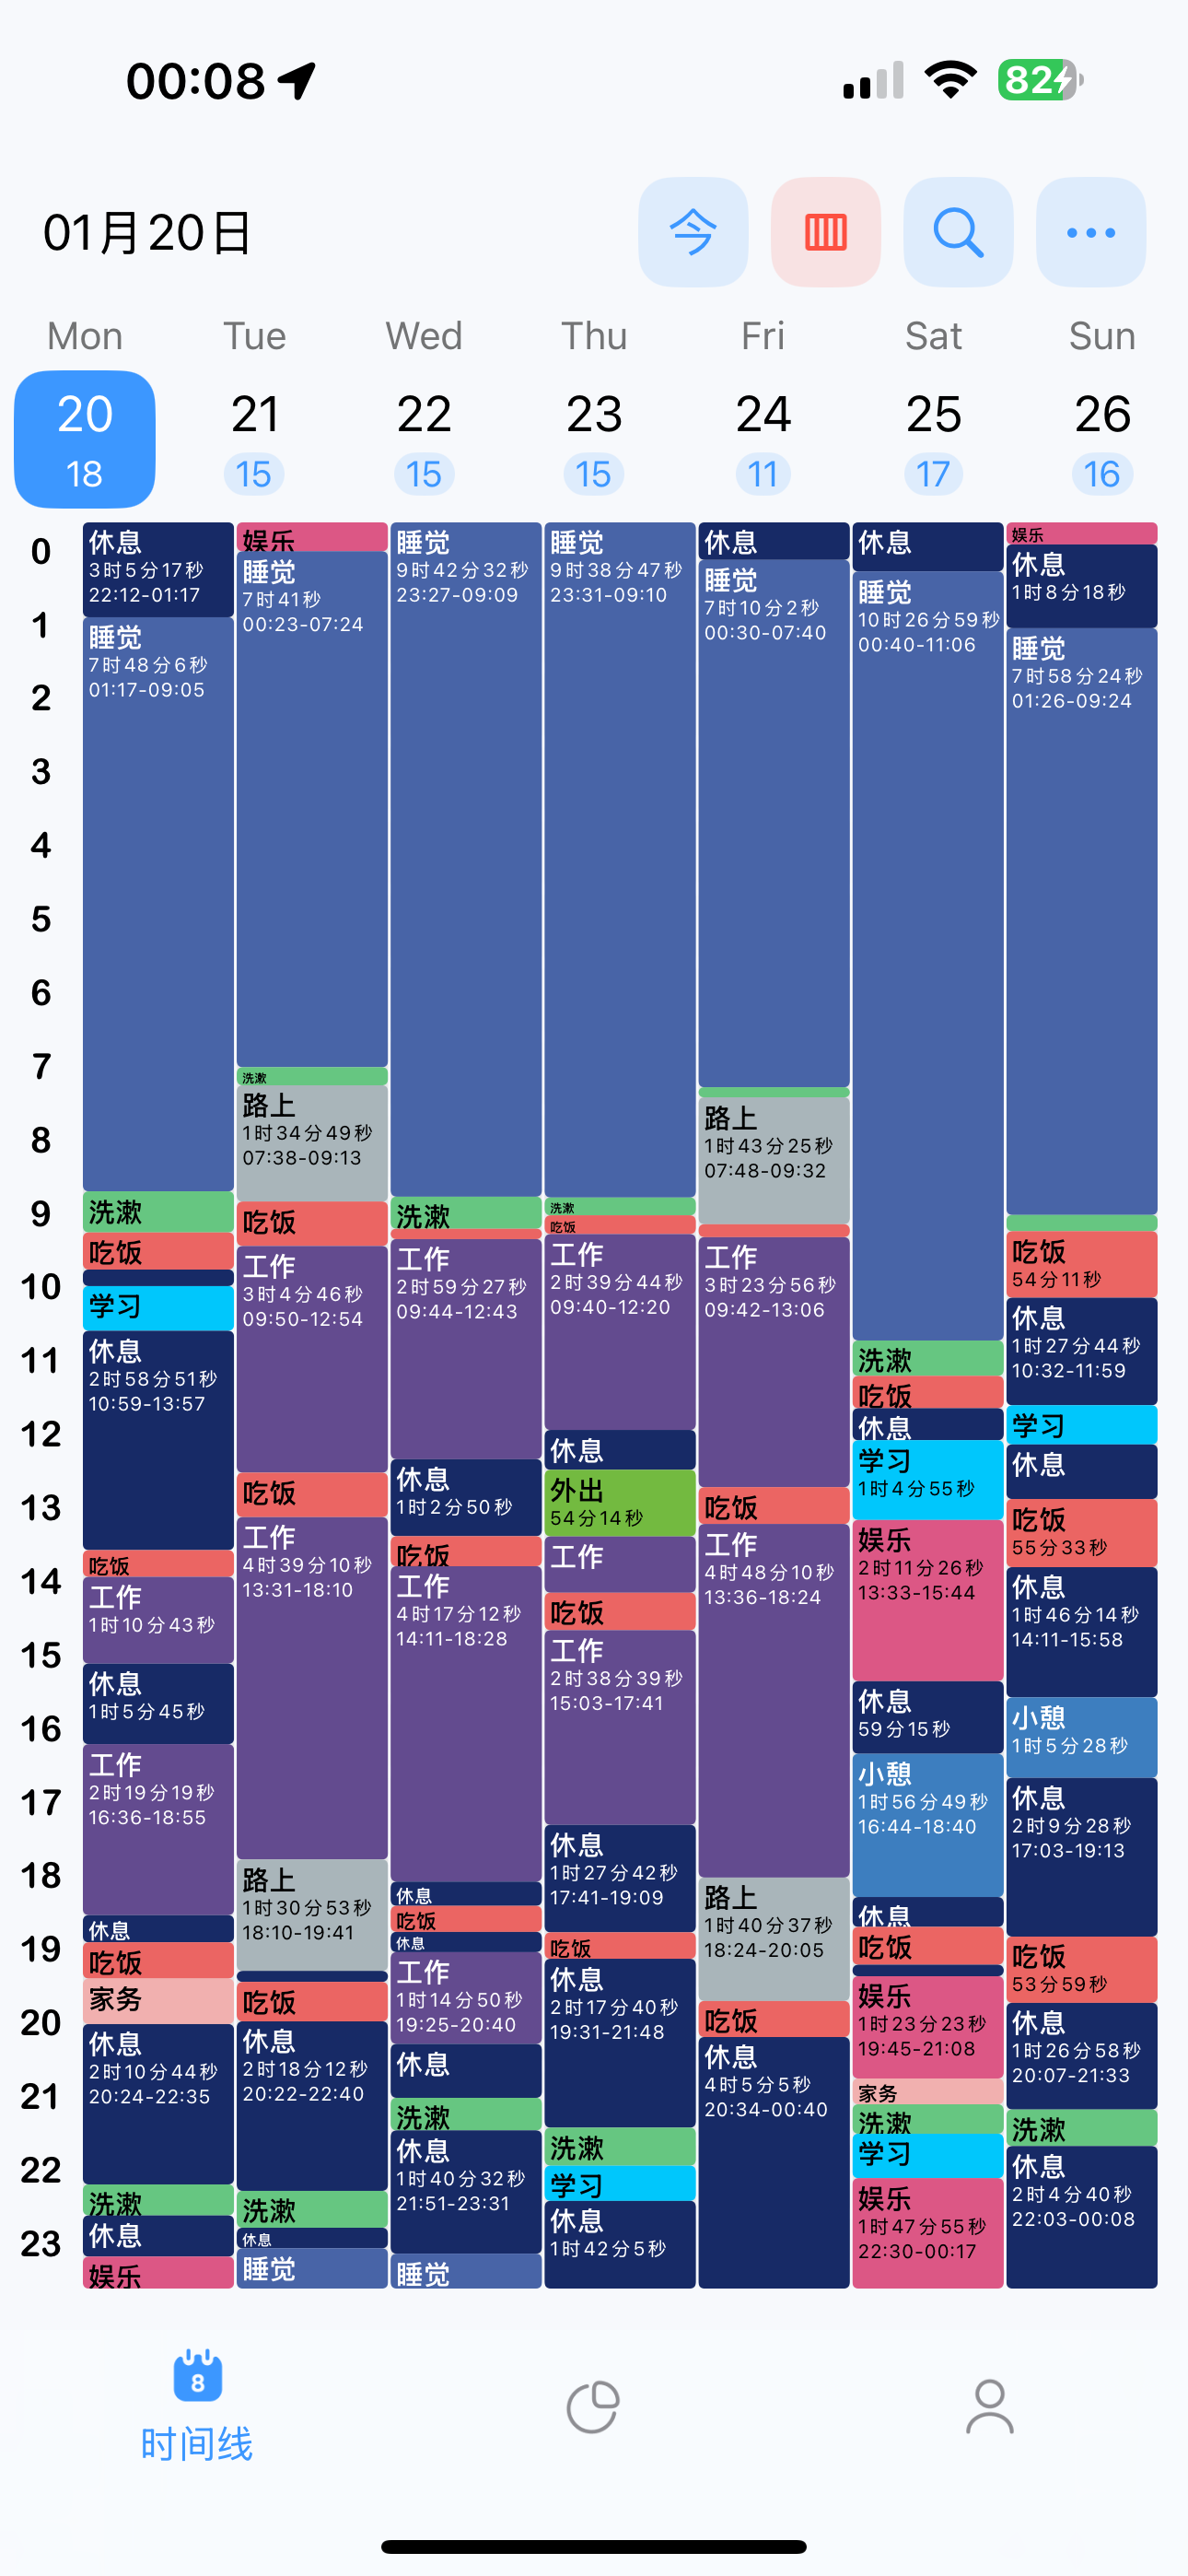 00:08
82
01月20日
今
Mon Tue Wed Thu Fri Sat Sun
20 21 22 23 24 25 26
18 15 15 15 11 17 16
0
1
2
3
4
5
6
7
8
9
10
11
12
13
14
15
16
17
18
19
20
21
22
23
休息
3时5分17秒
22:12-01:17
睡觉
7时48分6秒
01:17-09:05
洗漱
吃饭
学习
休息
2时58分51秒
10:59-13:57
吃饭
工作
1时10分43秒
休息
1时5分45秒
工作
2时19分19秒
16:36-18:55
休息
吃饭
家务
休息
2时10分44秒
20:24-22:35
洗漱
休息
娱乐
娱乐
睡觉
7时41秒
00:23-07:24
洗漱
路上
1时34分49秒
07:38-09:13
吃饭
工作
3时4分46秒
09:50-12:54
吃饭
工作
4时39分10秒
13:31-18:10
路上
1时30分53秒
18:10-19:41
吃饭
休息
2时18分12秒
20:22-22:40
洗漱
休息
睡觉
睡觉
9时42分32秒
23:27-09:09
洗漱
工作
2时59分27秒
09:44-12:43
休息
1时2分50秒
吃饭
工作
4时17分12秒
14:11-18:28
休息
吃饭
休息
工作
1时14分50秒
19:25-20:40
休息
洗漱
休息
1时40分32秒
21:51-23:31
睡觉
睡觉
9时38分47秒
23:31-09:10
洗漱
吃饭
工作
2时39分44秒
09:40-12:20
休息
外出
54分14秒
工作
吃饭
工作
2时38分39秒
15:03-17:41
休息
1时27分42秒
17:41-19:09
吃饭
休息
2时17分40秒
19:31-21:48
洗漱
学习
休息
1时42分5秒
休息
睡觉
7时10分2秒
00:30-07:40
路上
1时43分25秒
07:48-09:32
工作
3时23分56秒
09:42-13:06
吃饭
工作
4时48分10秒
13:36-18:24
路上
1时40分37秒
18:24-20:05
吃饭
休息
4时5分5秒
20:34-00:40
休息
睡觉
10时26分59秒
00:40-11:06
洗漱
吃饭
休息
学习
1时4分55秒
娱乐
2时11分26秒
13:33-15:44
休息
59分15秒
小憩
1时56分49秒
16:44-18:40
休息
吃饭
娱乐
1时23分23秒
19:45-21:08
家务
洗漱
学习
娱乐
1时47分55秒
22:30-00:17
娱乐
休息
1时8分18秒
睡觉
7时58分24秒
01:26-09:24
吃饭
54分11秒
休息
1时27分44秒
10:32-11:59
学习
休息
吃饭
55分33秒
休息
1时46分14秒
14:11-15:58
小憩
1时5分28秒
休息
2时9分28秒
17:03-19:13
吃饭
53分59秒
休息
1时26分58秒
20:07-21:33
洗漱
休息
2时4分40秒
22:03-00:08
8
时间线